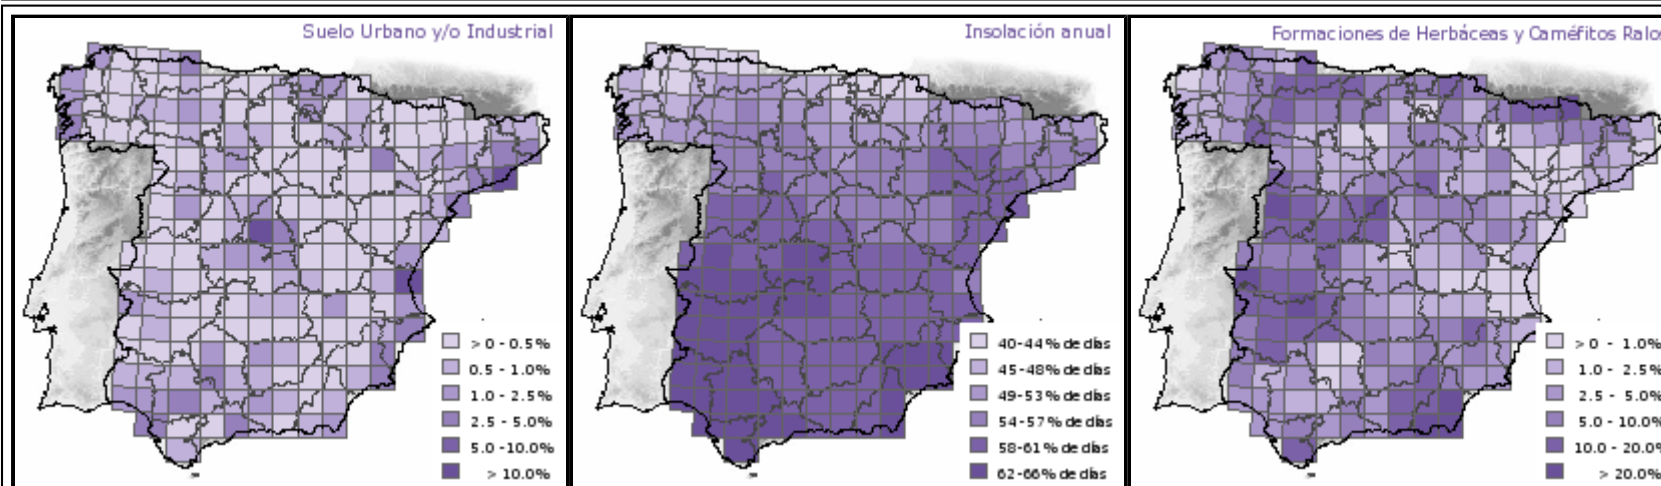 Suelo Urbano y/o Industrial
> 0 - 0.5%
0.5 - 1.0%
1.0 - 2.5%
2.5 - 5.0%
5.0 -10.0%
> 10.0%
Insolación anual
40-44% de días
45-48% de días
49-53% de días
54-57% de días
58-61% de días
62-66% de días
Formaciones de Herbáceas y Caméfitos Ralos
> 0 - 1.0%
1.0 - 2.5%
2.5 - 5.0%
5.0 - 10.0%
10.0 - 20.0%
> 20.0%